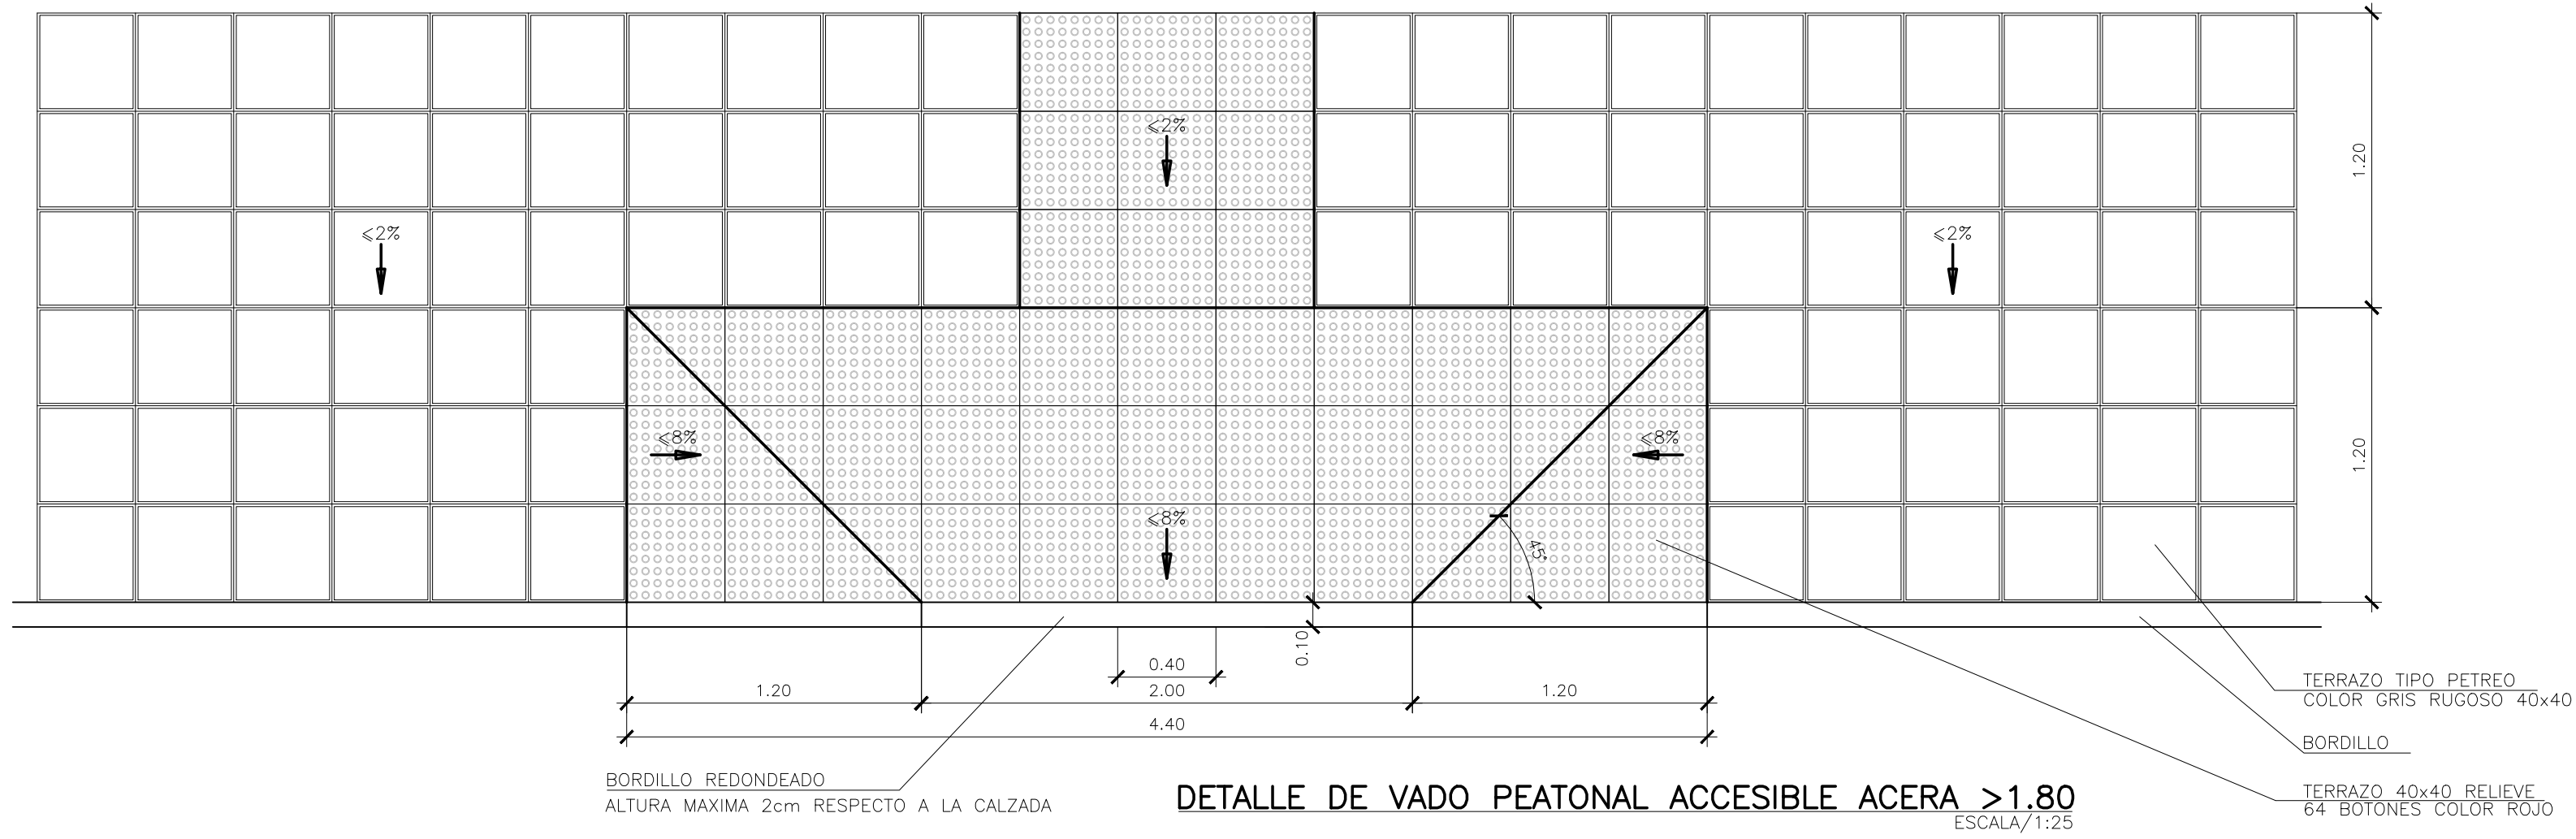 ≤2%
1.20
≤2%
≤2%
≤8%
≤8%
1.20
≤8%
45°
0.10
0.40
1.20
2.00
1.20
4.40
TERRAZO TIPO PETREO
COLOR GRIS RUGOSO 40x40
BORDILLO
BORDILLO REDONDEADO
ALTURA MAXIMA 2cm RESPECTO A LA CALZADA
DETALLE DE VADO PEATONAL ACCESIBLE ACERA >1.80
ESCALA/1:25
TERRAZO 40x40 RELIEVE
64 BOTONES COLOR ROJO